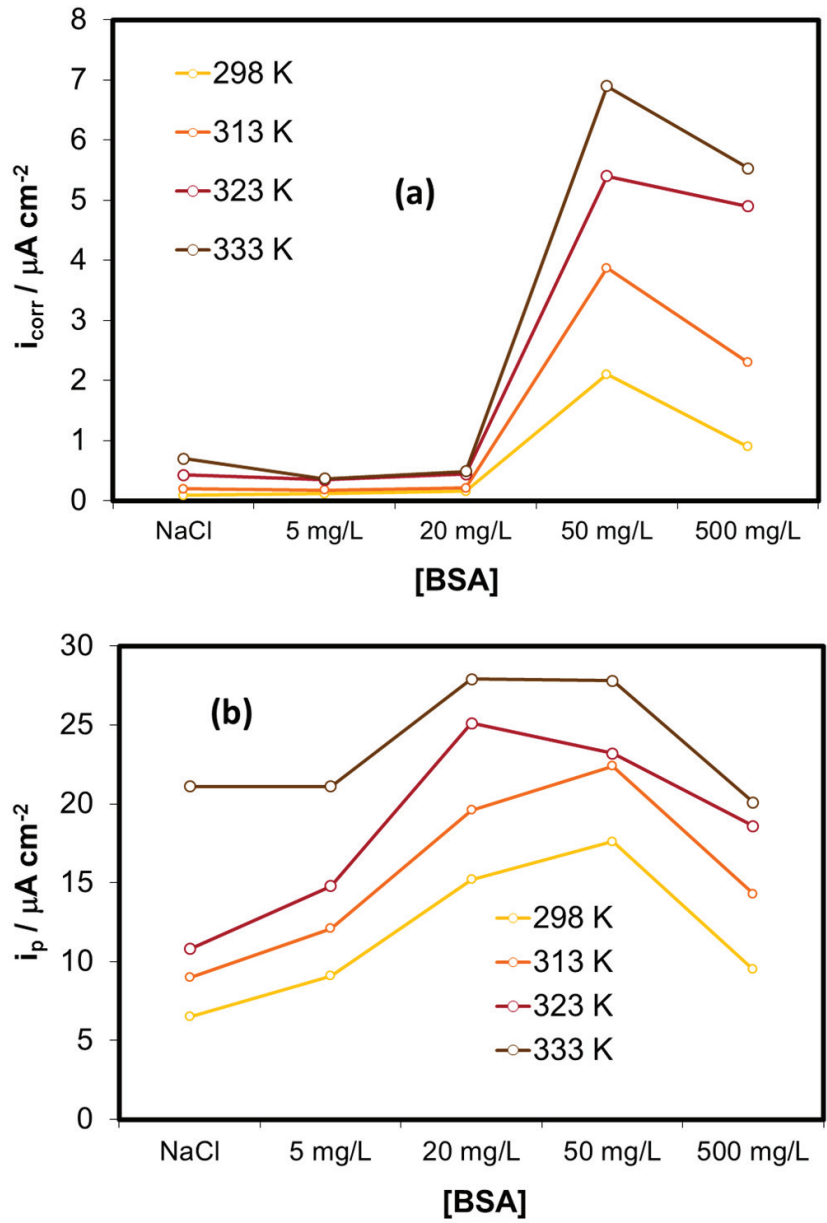 8
7
6
5
4
3
2
1
0
i_corr / μA cm⁻²
298 K
313 K
323 K
333 K
(a)
NaCl 5 mg/L 20 mg/L 50 mg/L 500 mg/L
[BSA]
30
25
20
15
10
5
0
i_p / μA cm⁻²
(b)
298 K
313 K
323 K
333 K
NaCl 5 mg/L 20 mg/L 50 mg/L 500 mg/L
[BSA]